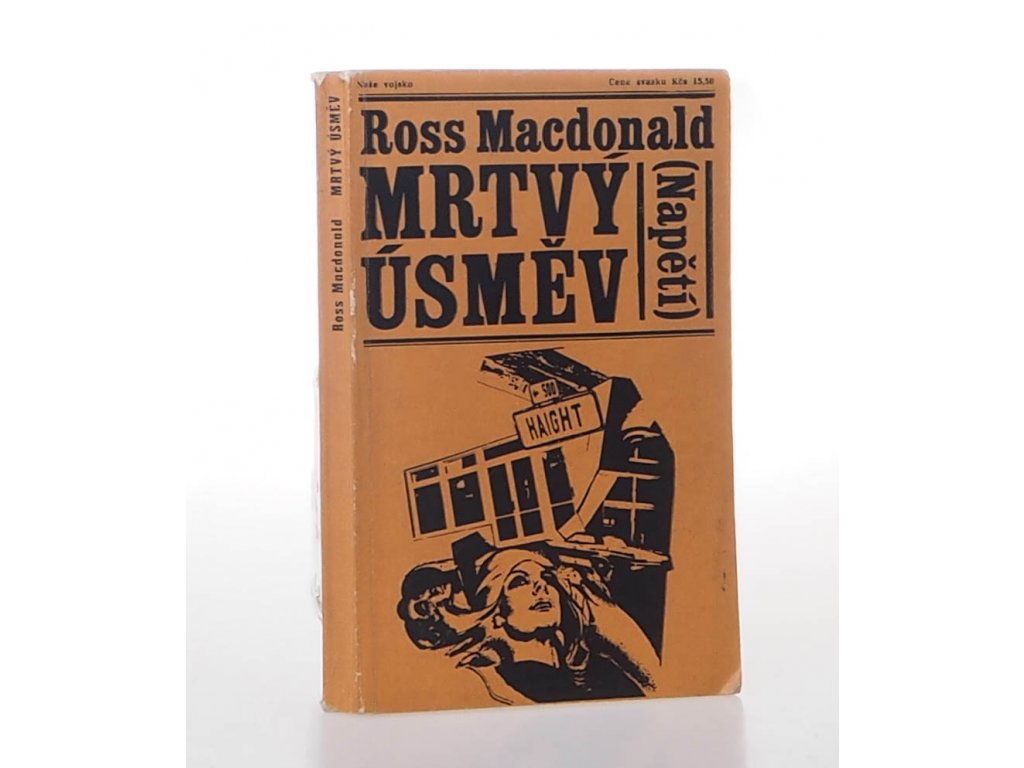 Naše vojsko
Cena svazku Kčs 15,50
Ross Macdonald
MRTVÝ
ÚSMĚV
(Napětí)
500
HAIGHT
Ross Macdonald MRTVÝ ÚSMĚV